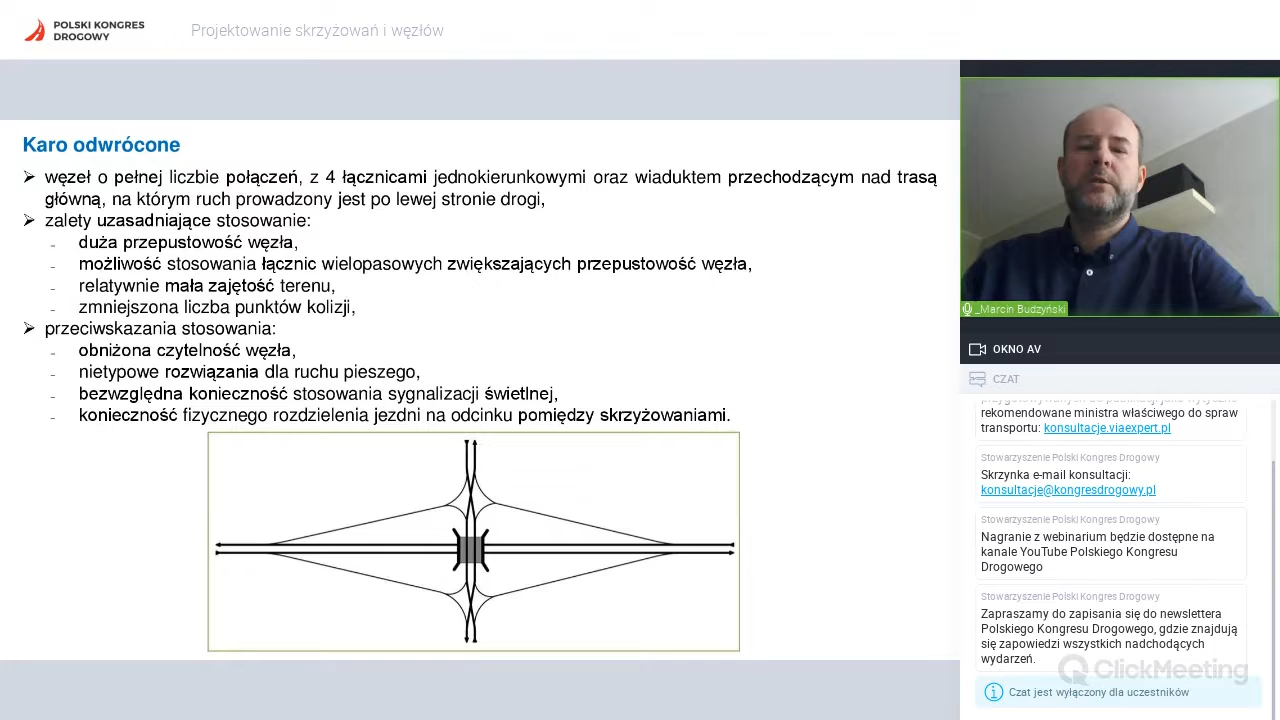 POLSKI KONGRES
DROGOWY
Projektowanie skrzyżowań i węzłów
Karo odwrócone
węzeł o pełnej liczbie połączeń, z 4 łącznicami jednokierunkowymi oraz wiaduktem przechodzącym nad trasą
główną, na którym ruch prowadzony jest po lewej stronie drogi,
zalety uzasadniające stosowanie:
- duża przepustowość węzła,
- możliwość stosowania łącznic wielopasowych zwiększających przepustowość węzła,
- relatywnie mała zajętość terenu,
- zmniejszona liczba punktów kolizji,
przeciwskazania stosowania:
- obniżona czytelność węzła,
- nietypowe rozwiązania dla ruchu pieszego,
- bezwzględna konieczność stosowania sygnalizacji świetlnej,
- konieczność fizycznego rozdzielenia jezdni na odcinku pomiędzy skrzyżowaniami.
_Marcin Budzyński
OKNO AV
CZAT
rekomendowane ministra właściwego do spraw
transportu: konsultacje.viaexpert.pl
Stowarzyszenie Polski Kongres Drogowy
Skrzynka e-mail konsultacji:
konsultacje@kongresdrogowy.pl
Stowarzyszenie Polski Kongres Drogowy
Nagranie z webinarium będzie dostępne na
kanale YouTube Polskiego Kongresu
Drogowego
Stowarzyszenie Polski Kongres Drogowy
Zapraszamy do zapisania się do newslettera
Polskiego Kongresu Drogowego, gdzie znajdują
się zapowiedzi wszystkich nadchodzących
wydarzeń.
ClickMeeting
Czat jest wyłączony dla uczestników